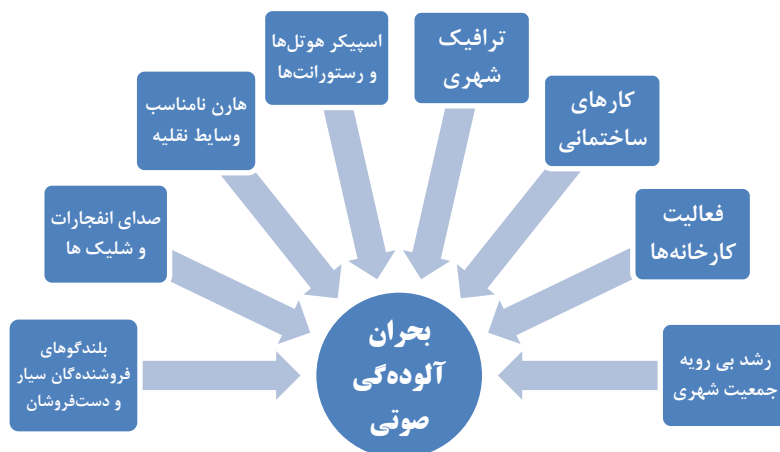 ترافیک
شهری
اسپیکر هوتل‌ها
و رستورانت‌ها
کارهای
ساختمانی
هارن نامناسب
وسایط نقلیه
فعالیت
کارخانه‌ها
صدای انفجارات
و شلیک ها
رشد بی رویه
جمعیت شهری
بلندگوهای
فروشنده‌گان سیار
و دست‌فروشان
بحران
آلوده‌گی
صوتی